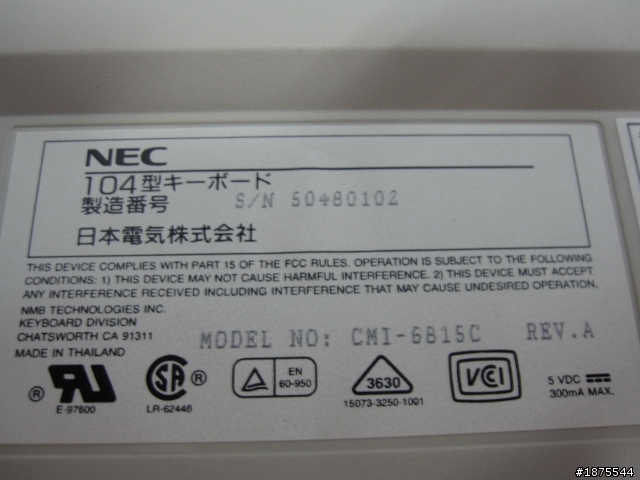 NEC
104型キーボード
製造番号 S/N 50480102
日本電気株式会社
THIS DEVICE COMPLIES WITH PART 15 OF THE FCC RULES. OPERATION IS SUBJECT TO THE FOLLOWING
CONDITIONS: 1) THIS DEVICE MAY NOT CAUSE HARMFUL INTERFERENCE. 2) THIS DEVICE MUST ACCEPT
ANY INTERFERENCE RECEIVED INCLUDING INTERFERENCE THAT MAY CAUSE UNDESIRED OPERATION.
NMB TECHNOLOGIES INC.
KEYBOARD DIVISION
CHATSWORTH CA 91311
MODEL NO: CMI-6815C REV.A
MADE IN THAILAND
® UR
E-97600
SA ®
LR-62448
EN
60-950
3630
15073-3250-1001
VCI
5 VDC
300mA MAX.
#1875544